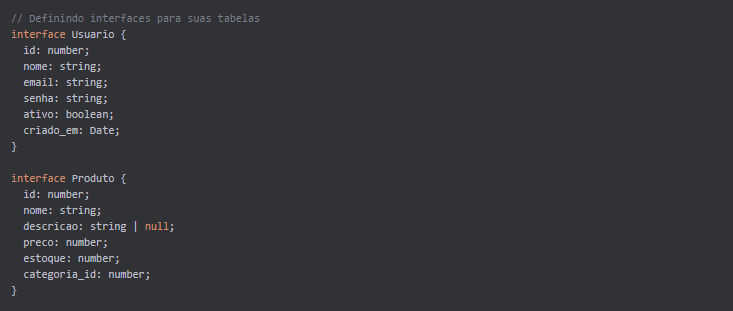 // Definindo interfaces para suas tabelas
interface Usuario {
  id: number;
  nome: string;
  email: string;
  senha: string;
  ativo: boolean;
  criado_em: Date;
}

interface Produto {
  id: number;
  nome: string;
  descricao: string | null;
  preco: number;
  estoque: number;
  categoria_id: number;
}